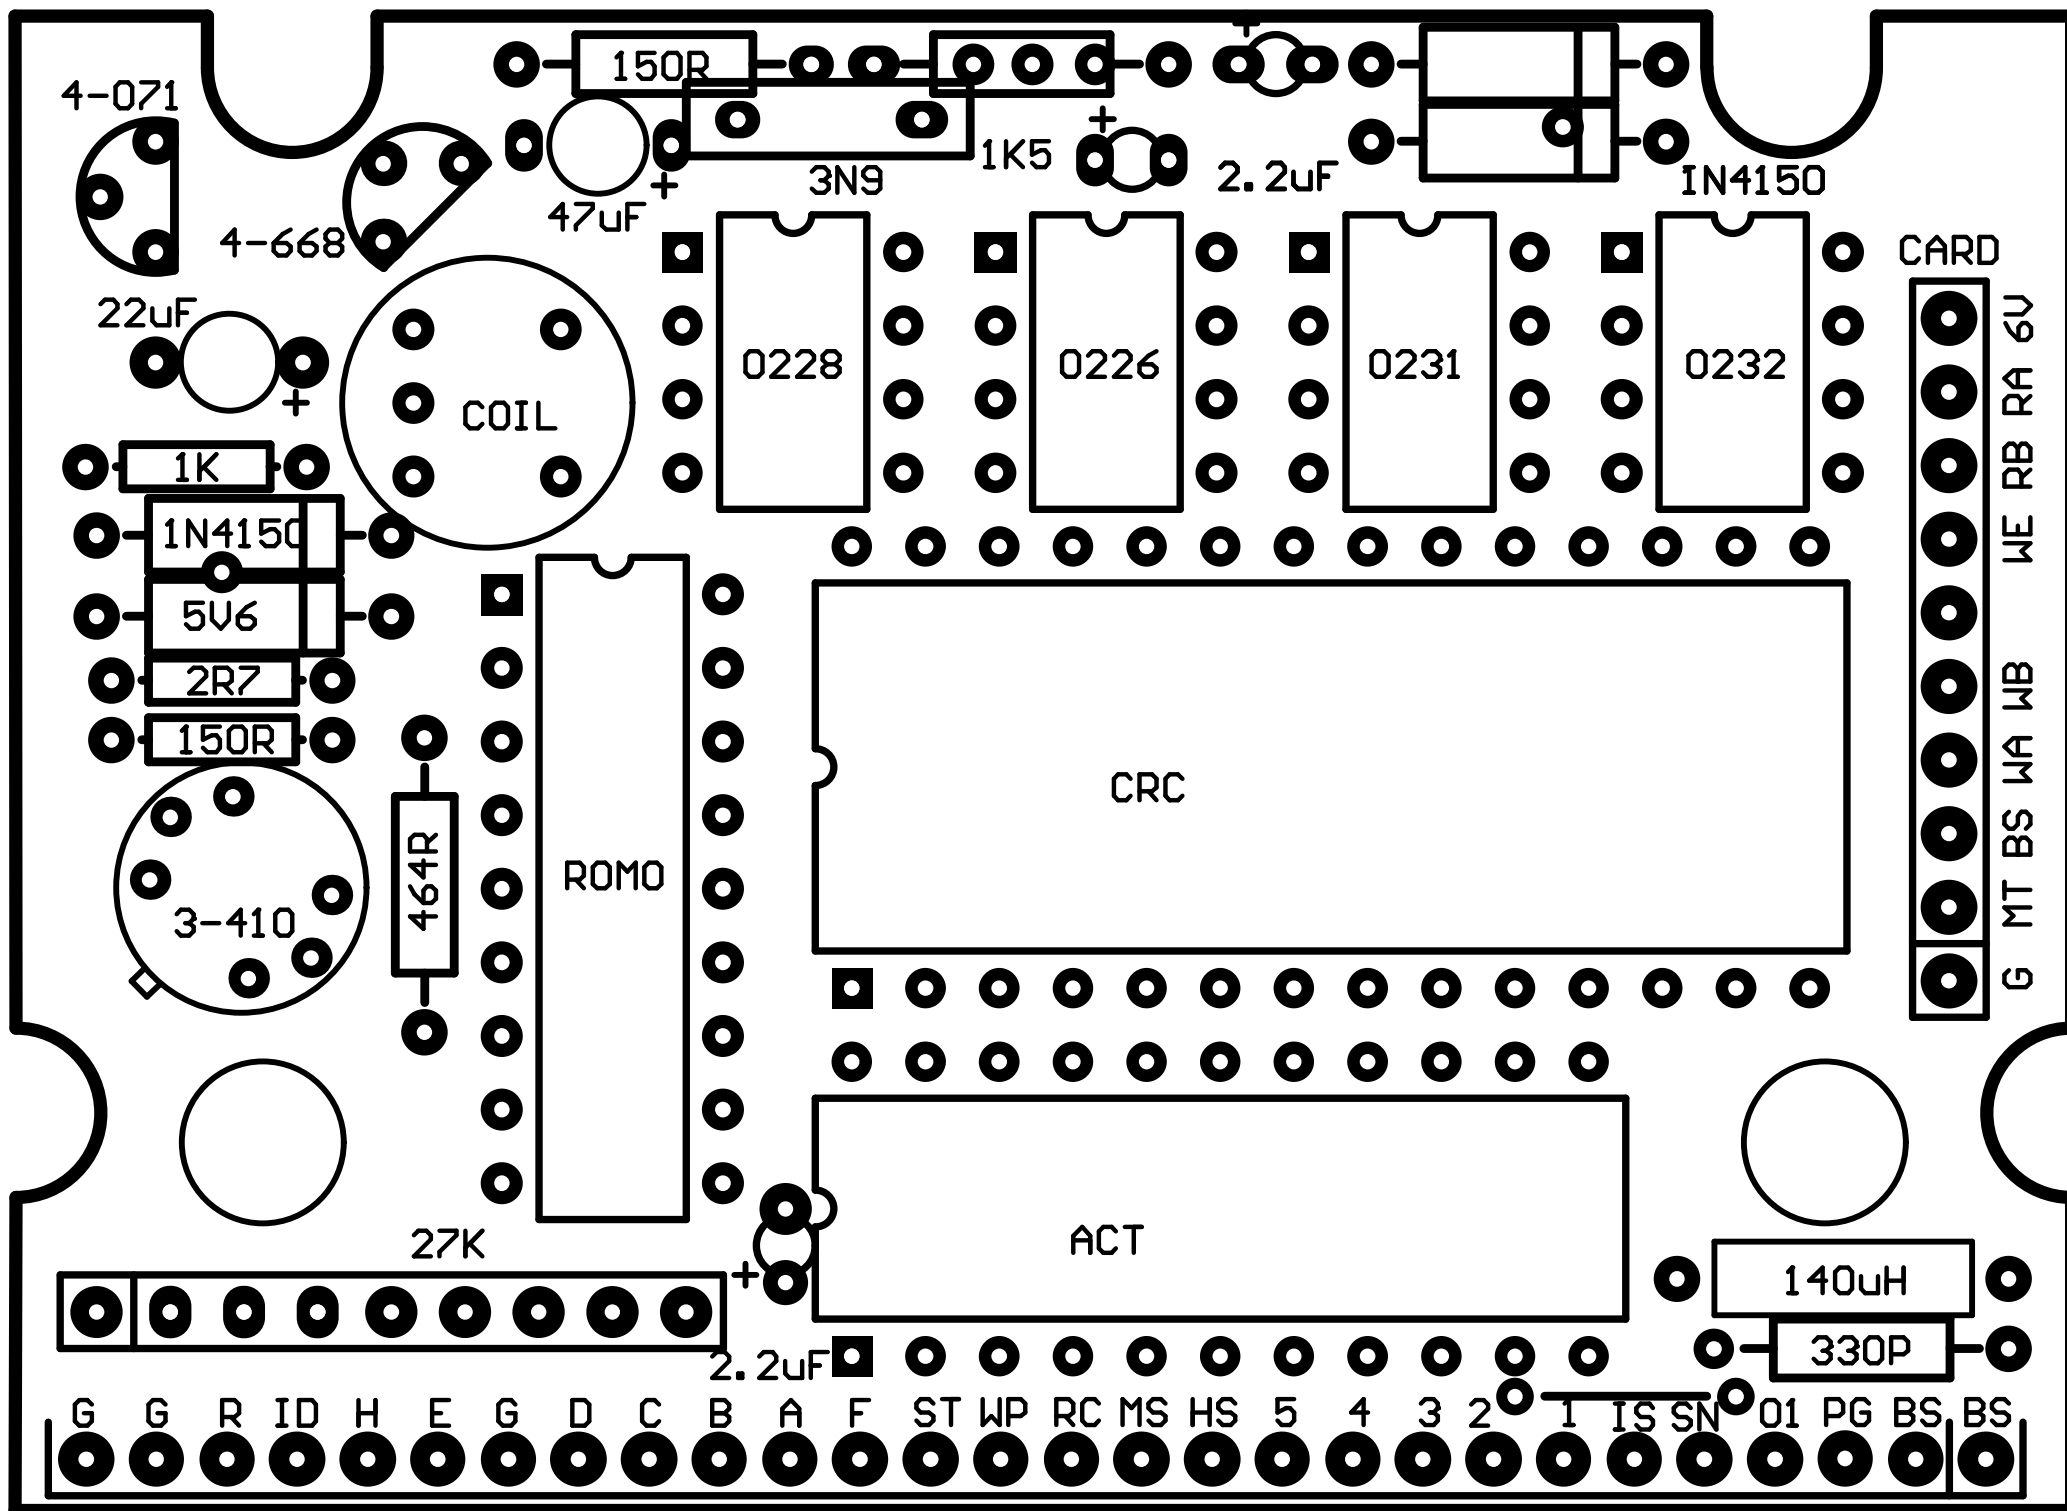 150R
4-071
1K5
3N9
2.2uF
IN4150
47uF
4-668
CARD
22uF
6V
0228
0226
0231
0232
RA
COIL
1K
RB
1N4150
WE
5V6
2R7
WB
150R
WA
CRC
464R
BS
ROM0
3-410
MT
G
27K
ACT
140uH
330P
2.2uF
G G R ID H E G D C B A F ST WP RC MS HS 5 4 3 2 1 IS SN 01 PG BS BS